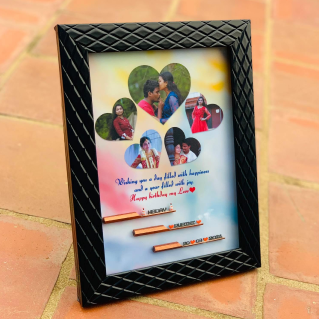 Wishing you a day filled with happiness
and a year filled with joy.
Happy birthday my Love❤